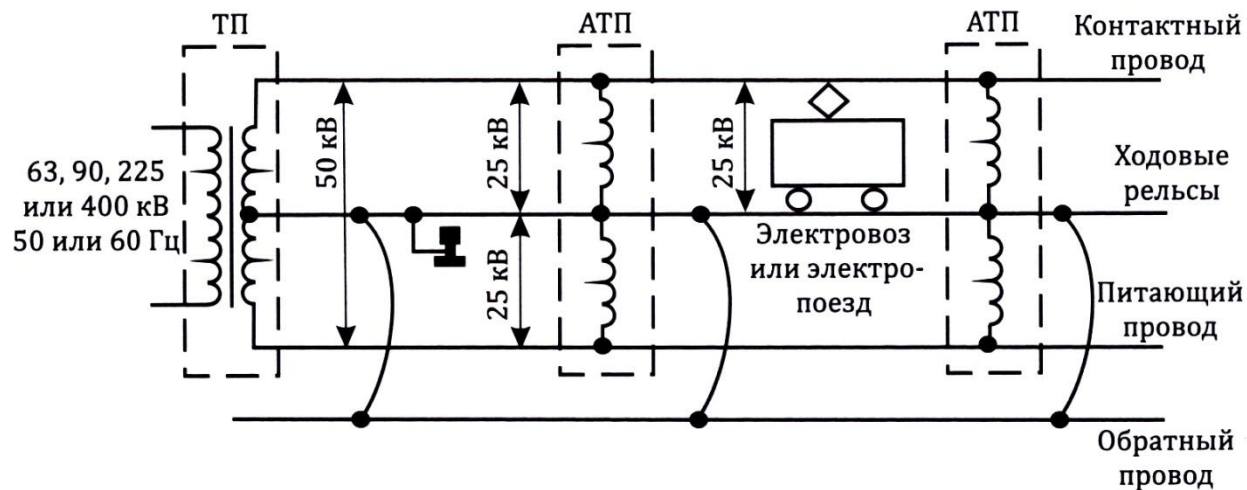 ТП
АТП
АТП
Контактный
провод
63, 90, 225
или 400 кВ
50 или 60 Гц
50 кВ
25 кВ
25 кВ
25 кВ
Ходовые
рельсы
Электровоз
или электро-
поезд
Питающий
провод
Обратный
провод